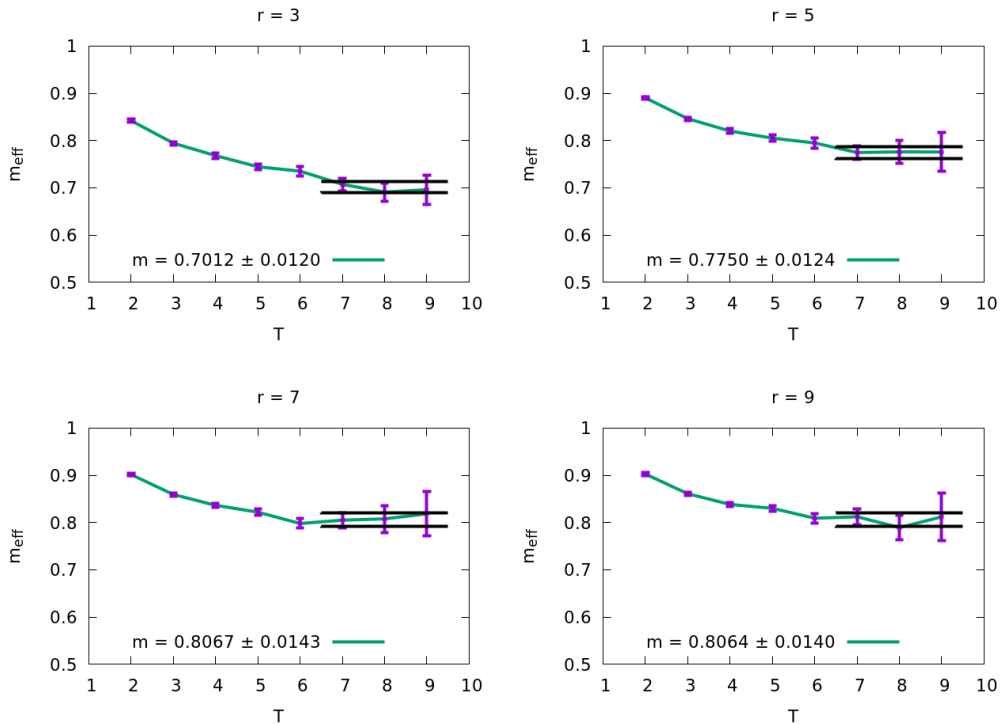 r = 3
1
0.9
0.8
0.7
0.6
0.5
m_eff
m = 0.7012 ± 0.0120
1 2 3 4 5 6 7 8 9 10
T
r = 5
1
0.9
0.8
0.7
0.6
0.5
m_eff
m = 0.7750 ± 0.0124
1 2 3 4 5 6 7 8 9 10
T
r = 7
1
0.9
0.8
0.7
0.6
0.5
m_eff
m = 0.8067 ± 0.0143
1 2 3 4 5 6 7 8 9 10
T
r = 9
1
0.9
0.8
0.7
0.6
0.5
m_eff
m = 0.8064 ± 0.0140
1 2 3 4 5 6 7 8 9 10
T